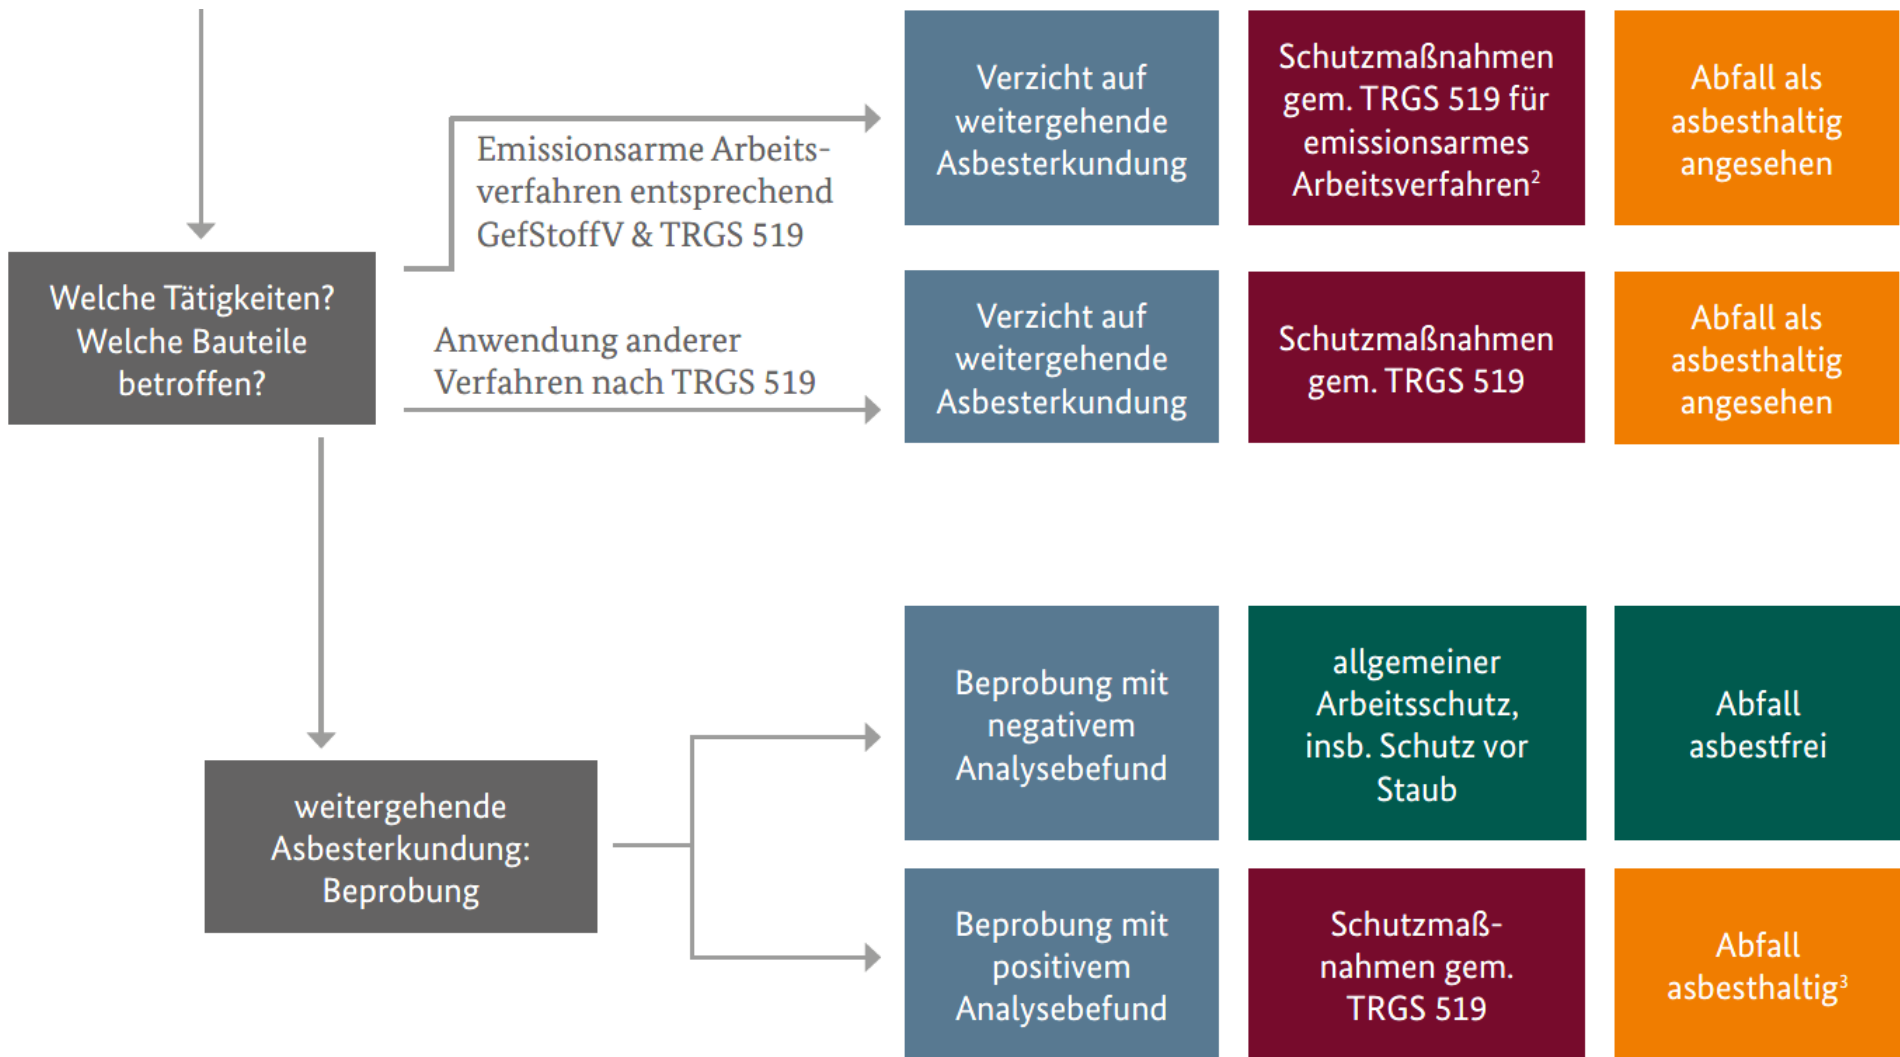 Verzicht auf
weitergehende
Asbesterkundung
Schutzmaßnahmen
gem. TRGS 519 für
emissionsarmes
Arbeitsverfahren²
Abfall als
asbesthaltig
angesehen
Emissionsarme Arbeits-
verfahren entsprechend
GefStoffV & TRGS 519
Welche Tätigkeiten?
Welche Bauteile
betroffen?
Anwendung anderer
Verfahren nach TRGS 519
Verzicht auf
weitergehende
Asbesterkundung
Schutzmaßnahmen
gem. TRGS 519
Abfall als
asbesthaltig
angesehen
weitergehende
Asbesterkundung:
Beprobung
Beprobung mit
negativem
Analysebefund
allgemeiner
Arbeitsschutz,
insb. Schutz vor
Staub
Abfall
asbestfrei
Beprobung mit
positivem
Analysebefund
Schutzmaß-
nahmen gem.
TRGS 519
Abfall
asbesthaltig³